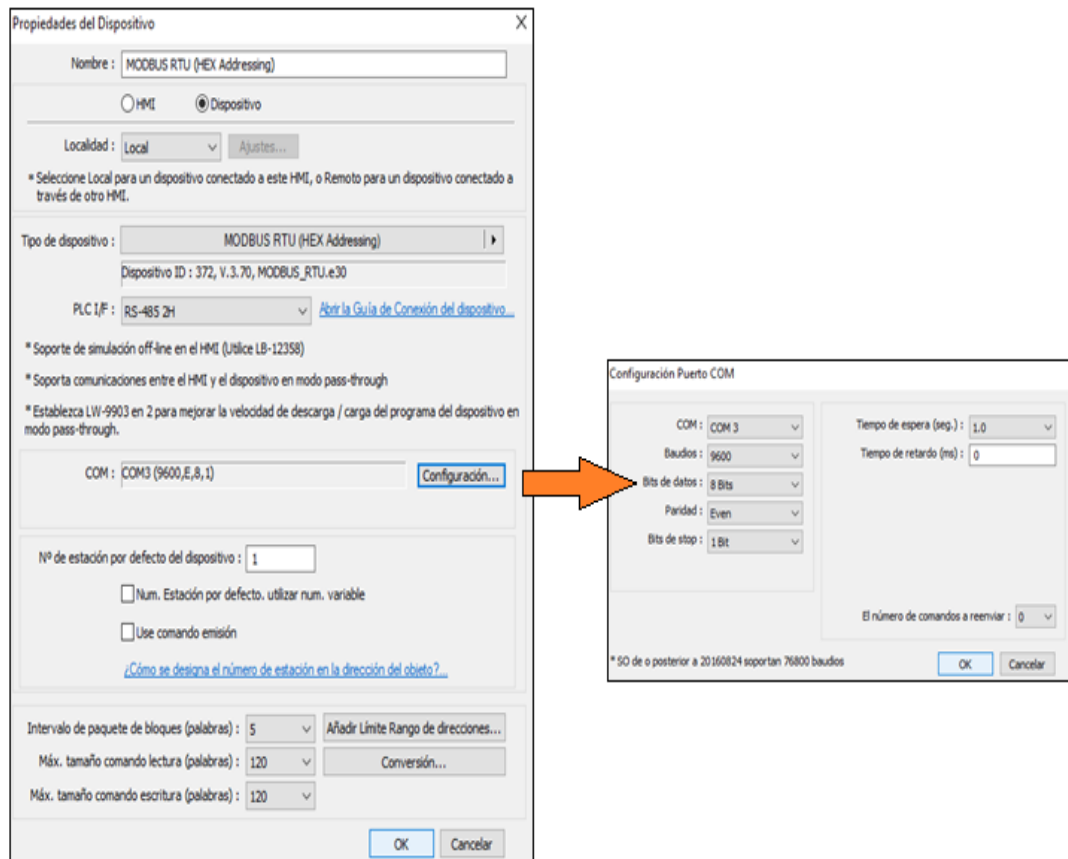 Propiedades del Dispositivo X
Nombre : MODBUS RTU (HEX Addressing)
HMI Dispositivo
Localidad : Local Ajustes...
* Seleccione Local para un dispositivo conectado a este HMI, o Remoto para un dispositivo conectado a
través de otro HMI.
Tipo de dispositivo : MODBUS RTU (HEX Addressing)
Dispositivo ID : 372, V.3.70, MODBUS_RTU.e30
PLC I/F : RS-485 2H Abrir la Guía de Conexión del dispositivo...
* Soporte de simulación off-line en el HMI (Utilice LB-12358)
* Soporta comunicaciones entre el HMI y el dispositivo en modo pass-through
* Establezca LW-9903 en 2 para mejorar la velocidad de descarga / carga del programa del dispositivo en
modo pass-through.
COM : COM3 (9600,E,8,1) Configuración...
Nº de estación por defecto del dispositivo : 1
Num. Estación por defecto. utilizar num. variable
Use comando emisión
¿Cómo se designa el número de estación en la dirección del objeto?...
Intervalo de paquete de bloques (palabras) : 5 Añadir Límite Rango de direcciones...
Máx. tamaño comando lectura (palabras) : 120 Conversión...
Máx. tamaño comando escritura (palabras) : 120
OK Cancelar
Configuración Puerto COM
COM : COM 3 Tiempo de espera (seg.) : 1.0
Baudios : 9600 Tiempo de retardo (ms) : 0
Bits de datos : 8 Bits
Paridad : Even
Bits de stop : 1 Bit
El número de comandos a reenviar : 0
* SO de o posterior a 20160824 soportan 76800 baudios OK Cancelar